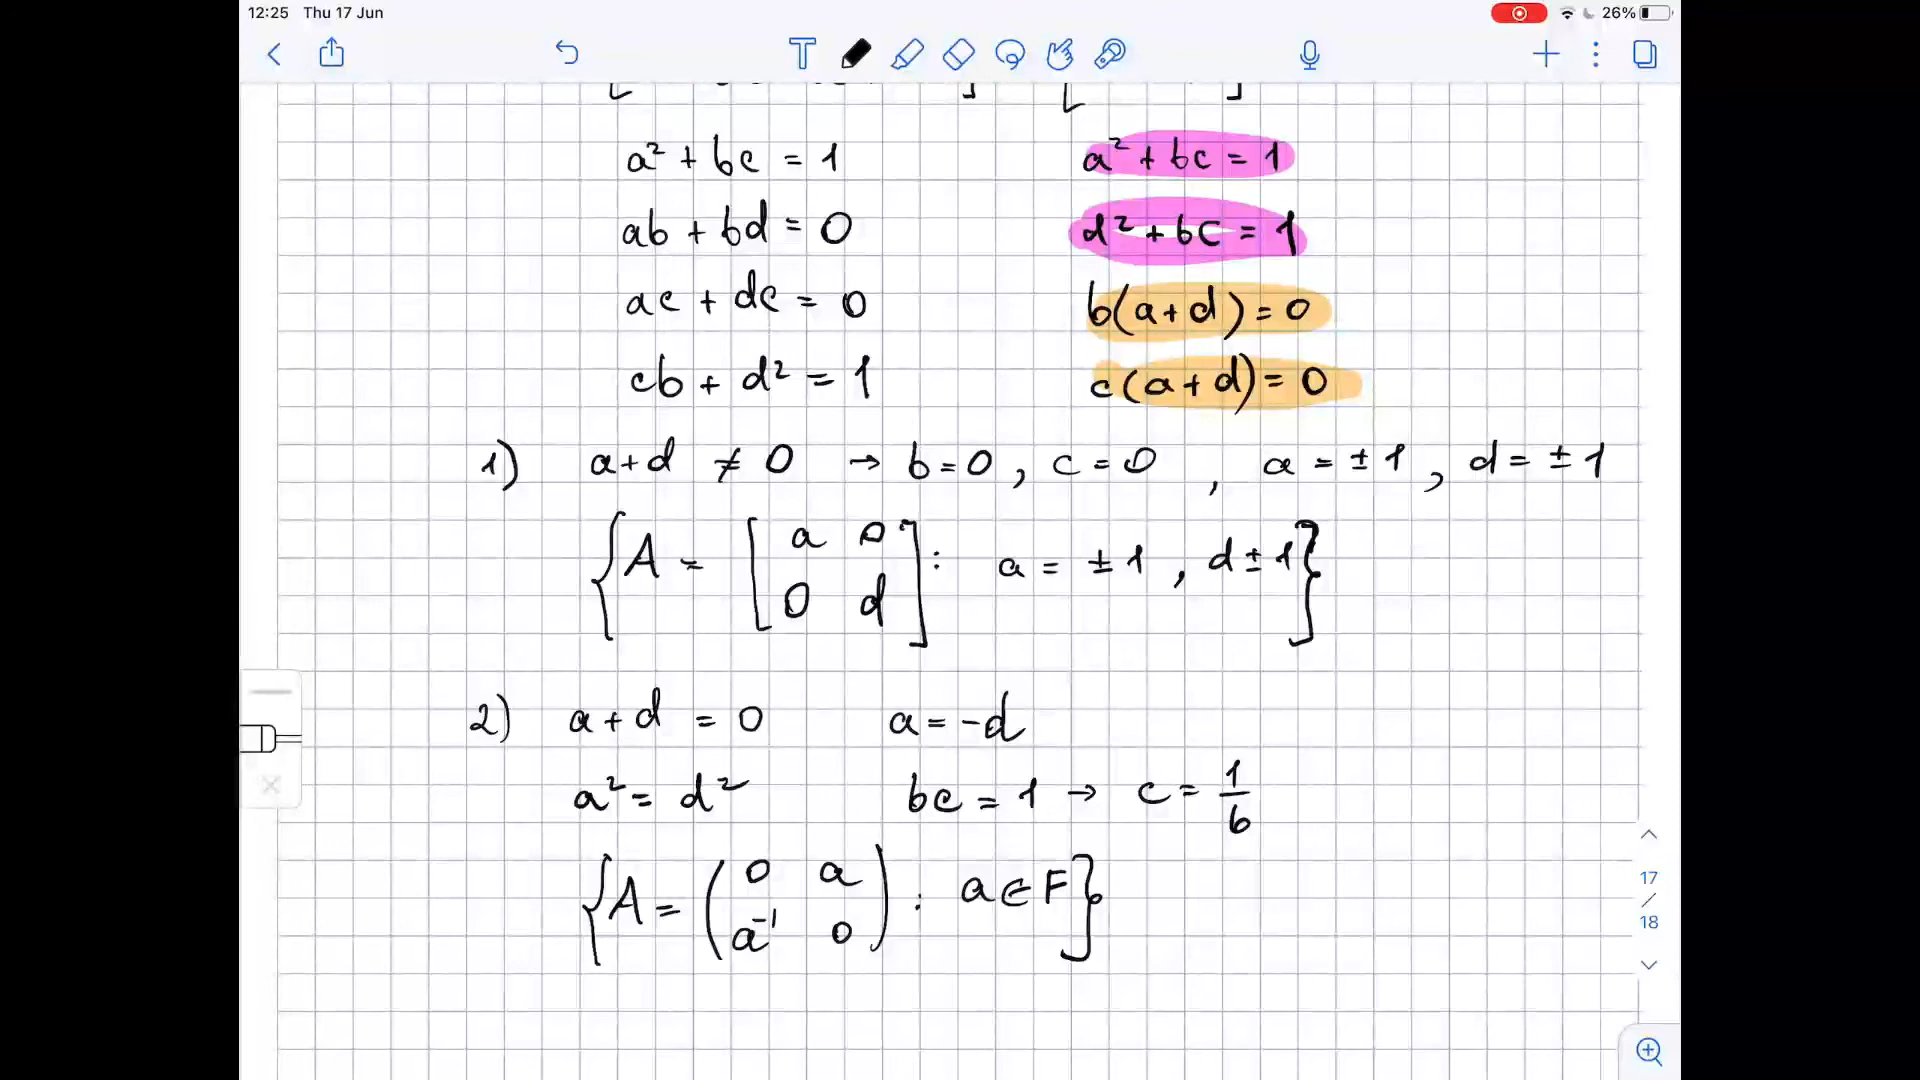 12:25 Thu 17 Jun 26%
T
a² + bc = 1 a² + bc = 1
ab + bd = 0 d² + bc = 1
ac + dc = 0 b(a+d) = 0
cb + d² = 1 c(a+d) = 0
1) a+d ≠ 0 → b=0, c=0, a = ±1, d = ±1
{A = [a 0
0 d] : a = ±1, d ± 1}
2) a+d = 0 a = -d
a² = d² bc = 1 → c = 1/b
{A = (0 a
a⁻¹ 0) : a ∈ F}
17
/
18